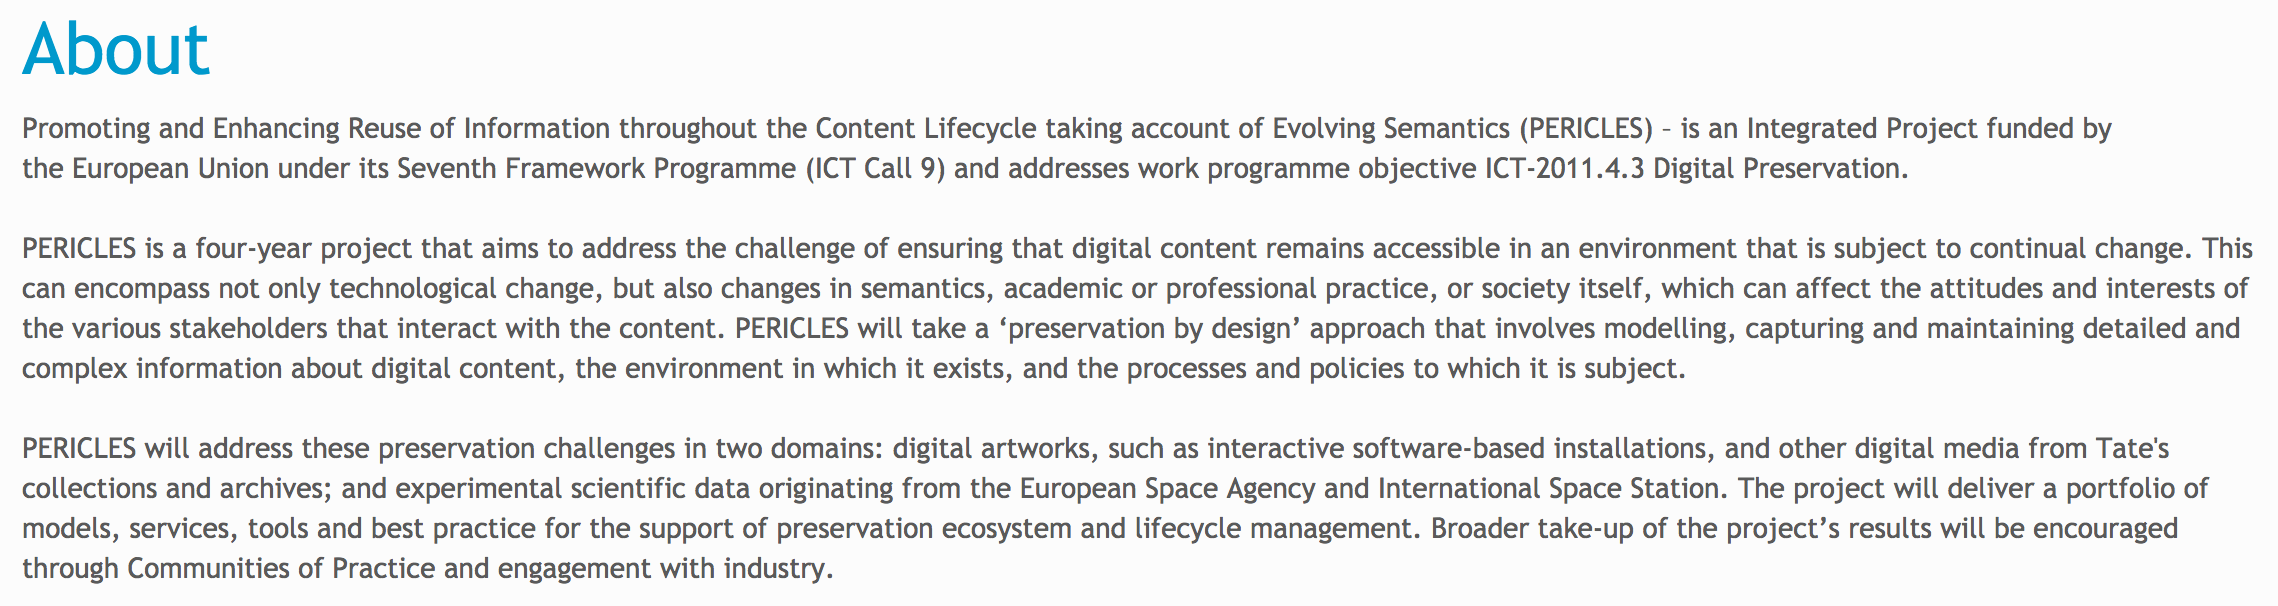 About
Promoting and Enhancing Reuse of Information throughout the Content Lifecycle taking account of Evolving Semantics (PERICLES) – is an Integrated Project funded by
the European Union under its Seventh Framework Programme (ICT Call 9) and addresses work programme objective ICT-2011.4.3 Digital Preservation.
PERICLES is a four-year project that aims to address the challenge of ensuring that digital content remains accessible in an environment that is subject to continual change. This
can encompass not only technological change, but also changes in semantics, academic or professional practice, or society itself, which can affect the attitudes and interests of
the various stakeholders that interact with the content. PERICLES will take a ‘preservation by design’ approach that involves modelling, capturing and maintaining detailed and
complex information about digital content, the environment in which it exists, and the processes and policies to which it is subject.
PERICLES will address these preservation challenges in two domains: digital artworks, such as interactive software-based installations, and other digital media from Tate's
collections and archives; and experimental scientific data originating from the European Space Agency and International Space Station. The project will deliver a portfolio of
models, services, tools and best practice for the support of preservation ecosystem and lifecycle management. Broader take-up of the project’s results will be encouraged
through Communities of Practice and engagement with industry.